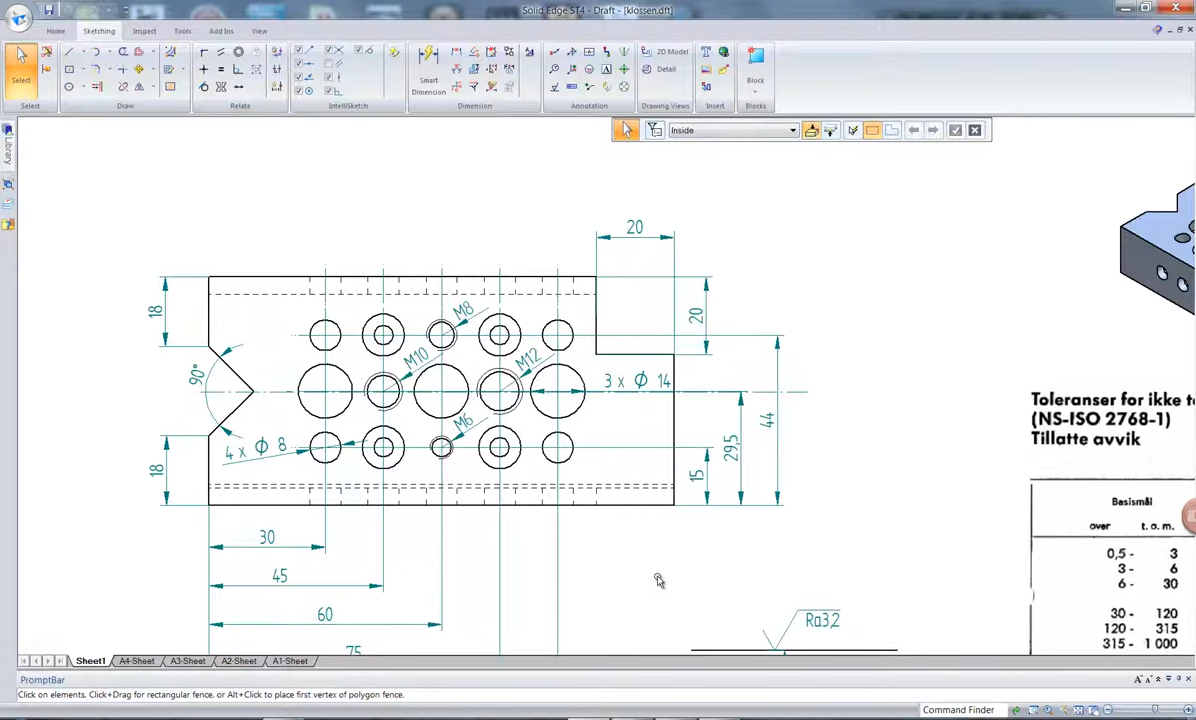 Solid Edge ST4 - Draft - [klossen.dft]
Home Sketching Inspect Tools Add Ins View
Select
Smart
Dimension
2D Model
Detail
Block
Select Draw Relate IntelliSketch Dimension Annotation Drawing Views Insert Blocks
Library
Inside
20
18
20
M8
M10
M12
90°
3 x Ø 14
M6
4 x Ø 8
44
29,5
15
18
30
45
60
75
Ra3,2
Toleranser for ikke t
(NS-ISO 2768-1)
Tillatte avvik
Basismål
over t. o. m.
0,5 - 3
3 - 6
6 - 30
30 - 120
120 - 315
315 - 1 000
Sheet1 A4-Sheet A3-Sheet A2-Sheet A1-Sheet
PromptBar
Click on elements, Click+Drag for rectangular fence, or Alt+Click to place first vertex of polygon fence.
Command Finder